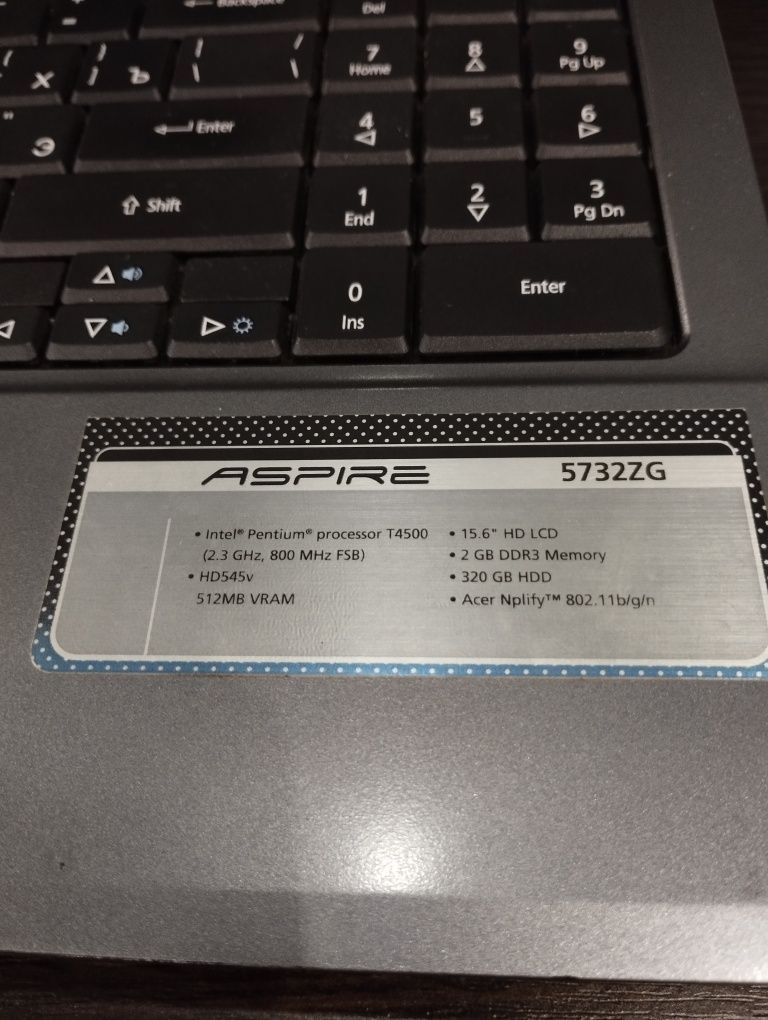 Backspace
Del
7
Home
8
9
Pg Up
Х
Ъ
Э
Enter
4
5
6
Shift
1
End
2
3
Pg Dn
0
Ins
Enter
ASPIRE 5732ZG
• Intel® Pentium® processor T4500
(2.3 GHz, 800 MHz FSB)
• HD545v
512MB VRAM
• 15.6" HD LCD
• 2 GB DDR3 Memory
• 320 GB HDD
• Acer Nplify™ 802.11b/g/n